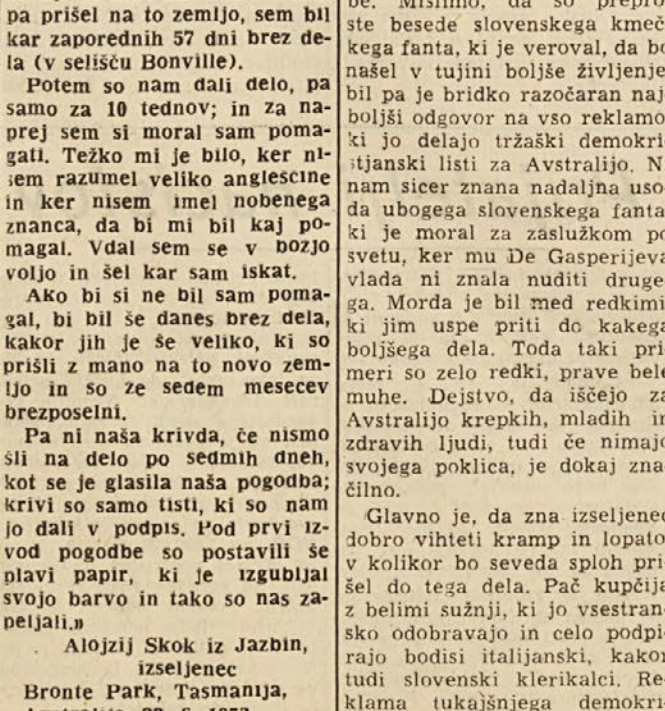 pa prišel na to zemljo, sem bil
kar zaporednih 57 dni brez de-
la (v selišču Bonville).
Potem so nam dali delo, pa
samo za 10 tednov; in za na-
prej sem si moral sam poma-
gati. Težko mi je bilo, ker ni-
sem razumel veliko anglescine
in ker nisem imel nobenega
znanca, da bi mi bil kaj po-
magal. Vdal sem se v bozjo
voljo in šel kar sam iskat.
Ako bi si ne bil sam poma-
gal, bi bil še danes brez dela,
kakor jih je še veliko, ki so
prišli z mano na to novo zem-
ljo in so ze sedem mesecev
brezposelni.
Pa ni naša krivda, če nismo
šli na delo po sedmih dneh,
kot se je glasila naša pogodba;
krivi so samo tisti, ki so nam
jo dali v podpis. Pod prvi iz-
vod pogodbe so postavili še
plavi papir, ki je izgubljal
svojo barvo in tako so nas za-
peljali.»
Alojzij Skok iz Jazbin,
izseljenec
Bronte Park, Tasmanija,
be. Mislimo, da so prepro
ste besede slovenskega kmeč
kega fanta, ki je veroval, da bo
našel v tujini boljše življenje
bil pa je bridko razočaran naj
boljši odgovor na vso reklamo
ki jo delajo tržaški demokri
stjanski listi za Avstralijo. N
nam sicer znana nadaljna uso
da ubogega slovenskega fanta
ki je moral za zaslužkom po
svetu, ker mu De Gasperijeva
vlada ni znala nuditi druge
ga. Morda je bil med redkimi
ki jim uspe priti do kakega
boljšega dela. Toda taki pri
meri so zelo redki, prave bele
muhe. Dejstvo, da iščejo za
Avstralijo krepkih, mladih in
zdravih ljudi, tudi če nimajo
svojega poklica, je dokaj zna
čilno.
Glavno je, da zna izseljenec
dobro vihteti kramp in lopato
v kolikor bo seveda sploh pri
šel do tega dela. Pač kupčija
z belimi sužnji, ki jo vsestran
sko odobravajo in celo podpi
rajo bodisi italijanski, kakor
tudi slovenski klerikalci. Re
klama tukajšnjega demokri